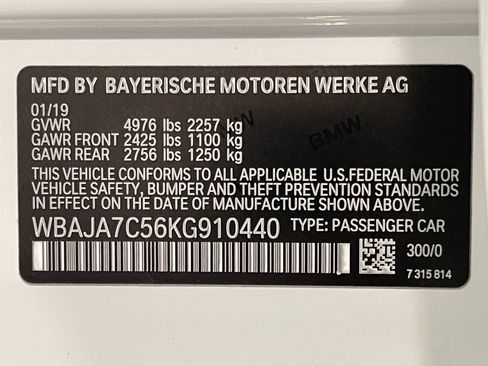 MFD BY BAYERISCHE MOTOREN WERKE AG
01/19
GVWR 4976 lbs 2257 kg
GAWR FRONT 2425 lbs 1100 kg
GAWR REAR 2756 lbs 1250 kg
BMW
THIS VEHICLE CONFORMS TO ALL APPLICABLE U.S.FEDERAL MOTOR
VEHICLE SAFETY, BUMPER AND THEFT PREVENTION STANDARDS
IN EFFECT ON THE DATE OF MANUFACTURE SHOWN ABOVE.
WBAJA7C56KG910440 TYPE: PASSENGER CAR
300/0
7 315 814